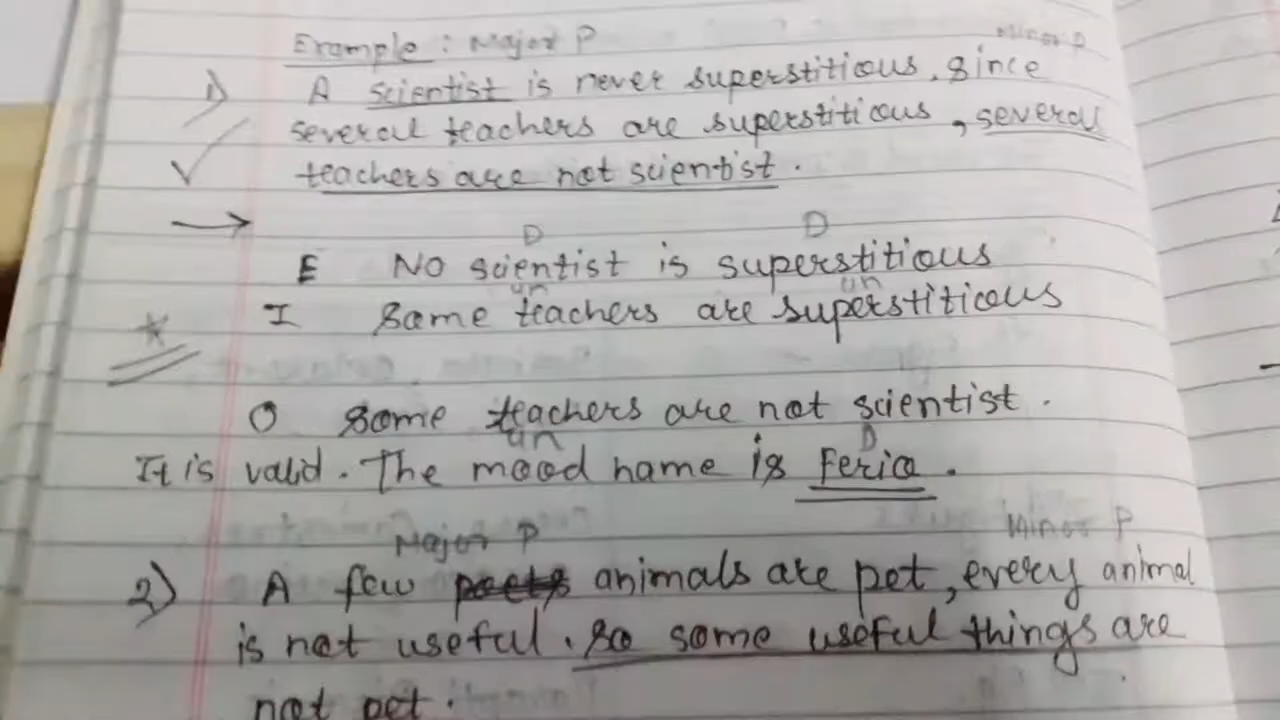 Example : Major P Minor P
1) A scientist is never superstitious, since
several teachers are superstitious, several
teachers are not scientist.
D D
E No scientist is superstitious
un un
I Some teachers are superstitious
O Some teachers are not scientist.
un D
It is valid. The mood name is Ferio.
Major P Minor P
2) A few animals are pet, every animal
is not useful. So some useful things are
not pet.